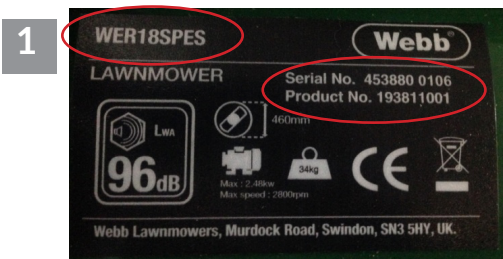 1
WER18SPES
Webb®
LAWNMOWER
Serial No. 453880 0106
Product No. 193811001
LWA
460mm
96dB
34kg
CE
Max : 2.48kw
Max speed : 2800rpm
Webb Lawnmowers, Murdock Road, Swindon, SN3 5HY, UK.